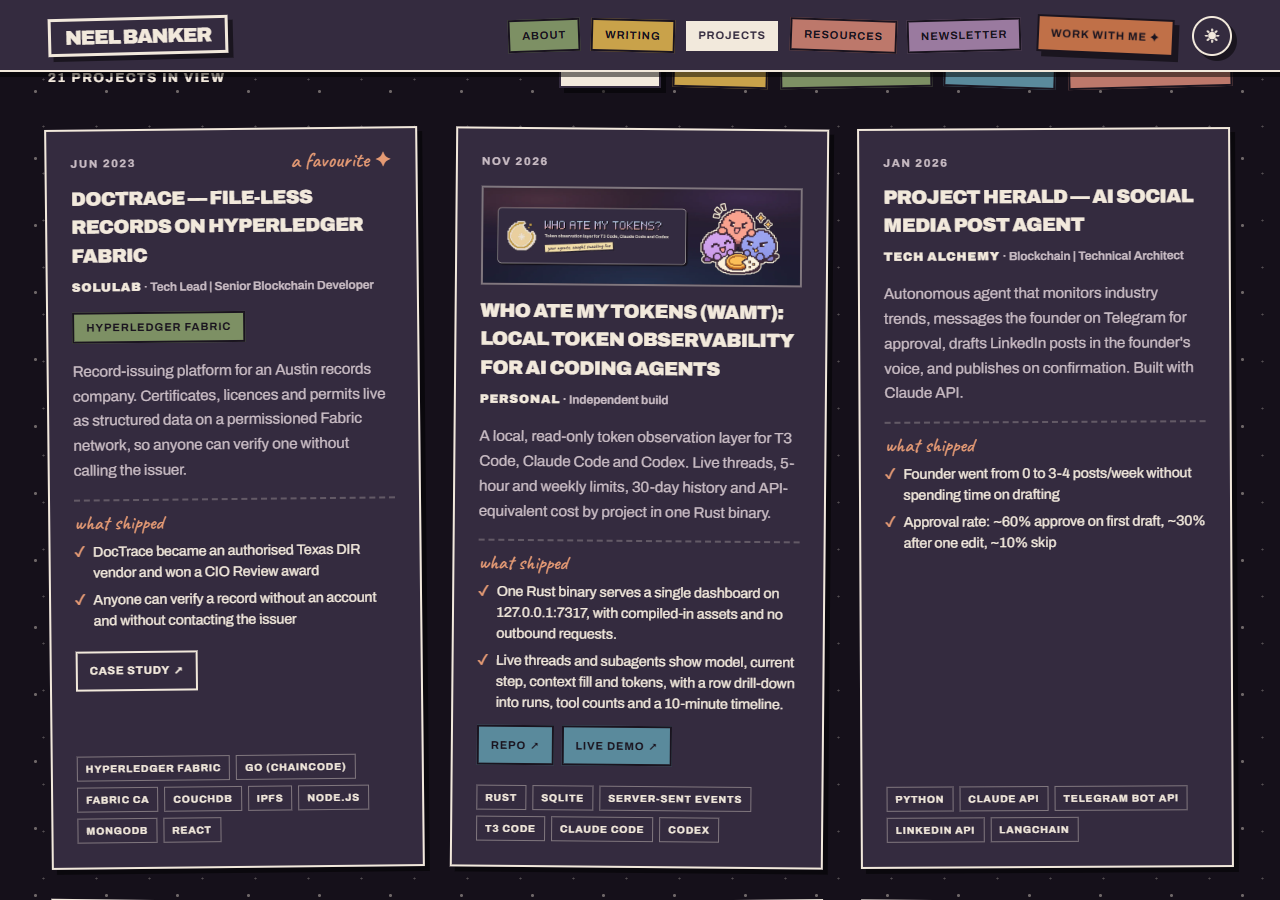 NEEL BANKER
ABOUT
WRITING
PROJECTS
RESOURCES
NEWSLETTER
WORK WITH ME ✦
21 PROJECTS IN VIEW
JUN 2023
a favourite ✦
DOCTRACE — FILE-LESS
RECORDS ON HYPERLEDGER
FABRIC
SOLULAB · Tech Lead | Senior Blockchain Developer
HYPERLEDGER FABRIC
Record-issuing platform for an Austin records
company. Certificates, licences and permits live
as structured data on a permissioned Fabric
network, so anyone can verify one without
calling the issuer.
what shipped
✓ DocTrace became an authorised Texas DIR
vendor and won a CIO Review award
✓ Anyone can verify a record without an account
and without contacting the issuer
CASE STUDY ↗
HYPERLEDGER FABRIC
GO (CHAINCODE)
FABRIC CA
COUCHDB
IPFS
NODE.JS
MONGODB
REACT
NOV 2026
WHO ATE MY TOKENS?
Token observation layer for T3 Code, Claude Code and Codex
your agents, caught snacking live
WHO ATE MY TOKENS (WAMT):
LOCAL TOKEN OBSERVABILITY
FOR AI CODING AGENTS
PERSONAL · Independent build
A local, read-only token observation layer for T3
Code, Claude Code and Codex. Live threads, 5-
hour and weekly limits, 30-day history and API-
equivalent cost by project in one Rust binary.
what shipped
✓ One Rust binary serves a single dashboard on
127.0.0.1:7317, with compiled-in assets and no
outbound requests.
✓ Live threads and subagents show model, current
step, context fill and tokens, with a row drill-down
into runs, tool counts and a 10-minute timeline.
REPO ↗
LIVE DEMO ↗
RUST
SQLITE
SERVER-SENT EVENTS
T3 CODE
CLAUDE CODE
CODEX
JAN 2026
PROJECT HERALD — AI SOCIAL
MEDIA POST AGENT
TECH ALCHEMY · Blockchain | Technical Architect
Autonomous agent that monitors industry
trends, messages the founder on Telegram for
approval, drafts LinkedIn posts in the founder's
voice, and publishes on confirmation. Built with
Claude API.
what shipped
✓ Founder went from 0 to 3-4 posts/week without
spending time on drafting
✓ Approval rate: ~60% approve on first draft, ~30%
after one edit, ~10% skip
PYTHON
CLAUDE API
TELEGRAM BOT API
LINKEDIN API
LANGCHAIN